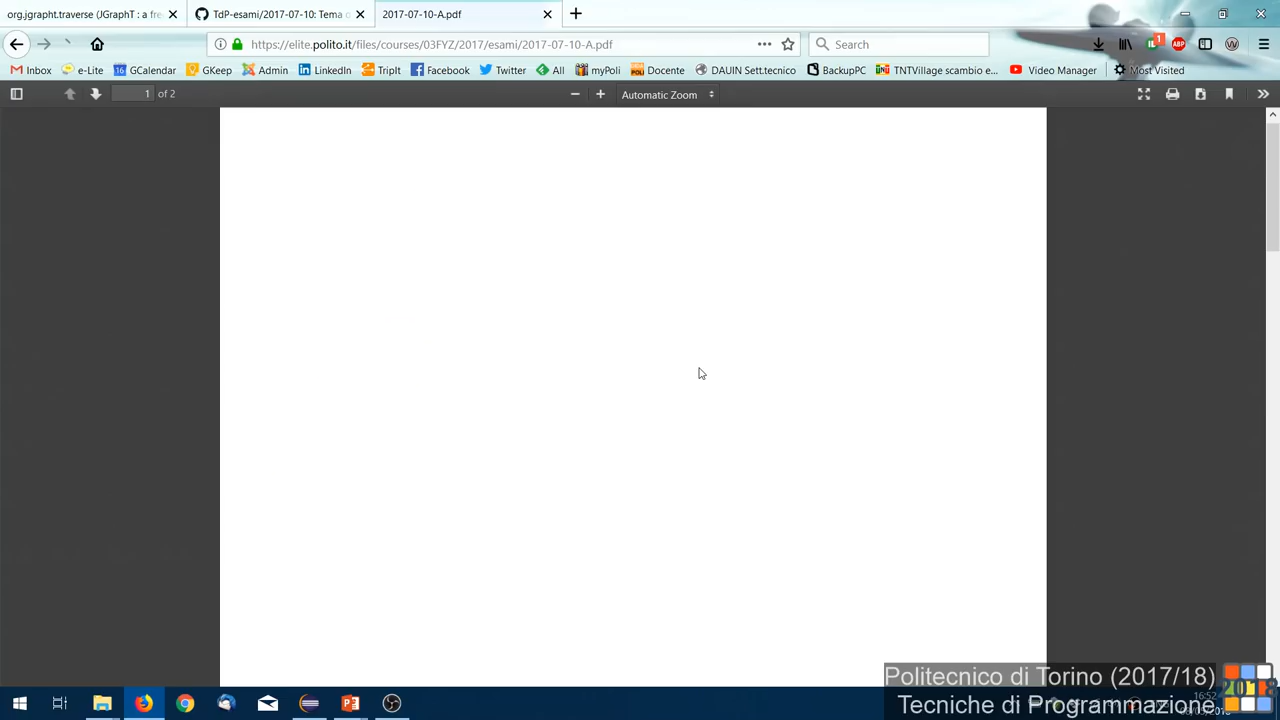 org.jgrapht.traverse (JGraphT : a fre
TdP-esami/2017-07-10: Tema d
2017-07-10-A.pdf
https://elite.polito.it/files/courses/03FYZ/2017/esami/2017-07-10-A.pdf
Search
Inbox
e-Lite
GCalendar
GKeep
Admin
LinkedIn
TripIt
Facebook
Twitter
All
myPoli
Docente
DAUIN Sett.tecnico
BackupPC
TNTVillage scambio e...
Video Manager
Most Visited
1 of 2
Automatic Zoom
Politecnico di Torino (2017/18)
Tecniche di Programmazione
16:52
2018